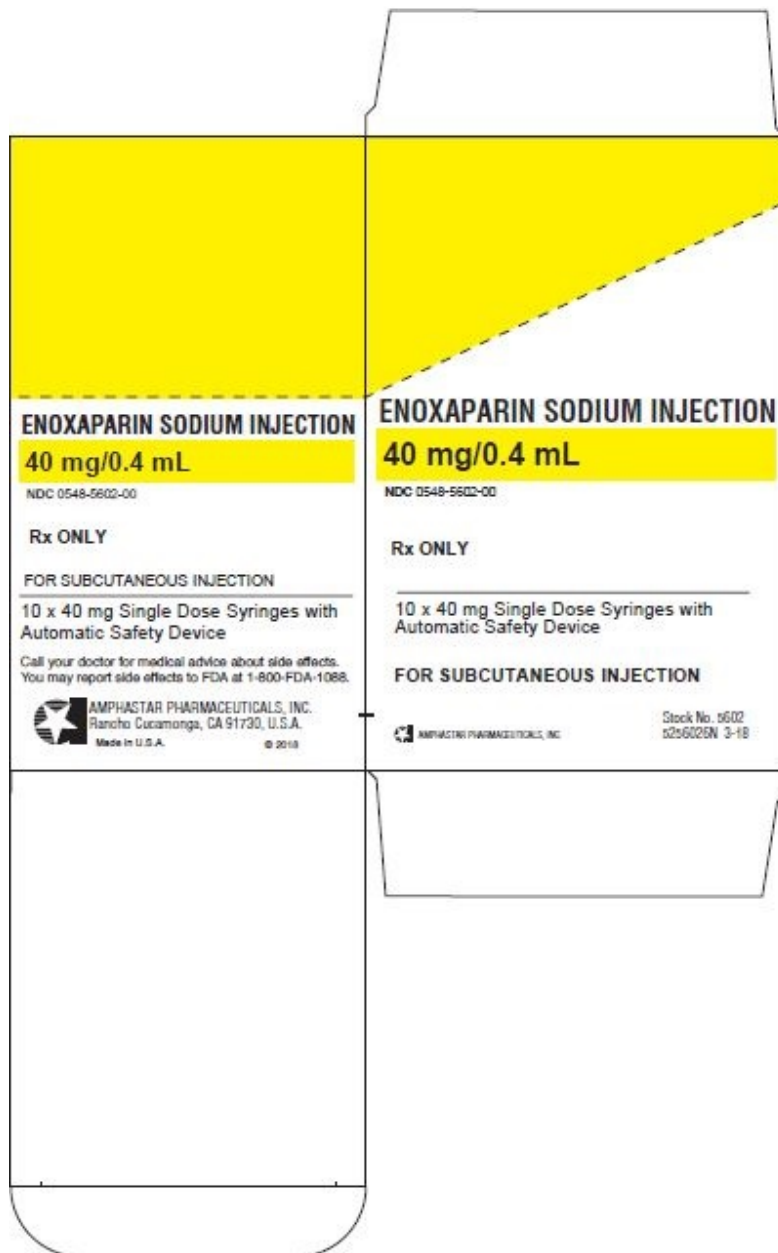 ENOXAPARIN SODIUM INJECTION
40 mg/0.4 mL
NDC 0548-5602-00
Rx ONLY
FOR SUBCUTANEOUS INJECTION
10 x 40 mg Single Dose Syringes with
Automatic Safety Device
Call your doctor for medical advice about side effects.
You may report side effects to FDA at 1-800-FDA-1088.
AMPHASTAR PHARMACEUTICALS, INC.
Rancho Cucamonga, CA 91730, U.S.A.
Made in U.S.A. © 2018
ENOXAPARIN SODIUM INJECTION
40 mg/0.4 mL
NDC 0548-5602-00
Rx ONLY
10 x 40 mg Single Dose Syringes with
Automatic Safety Device
FOR SUBCUTANEOUS INJECTION
AMPHASTAR PHARMACEUTICALS, INC
Stock No. 5602
5256026N 3-18